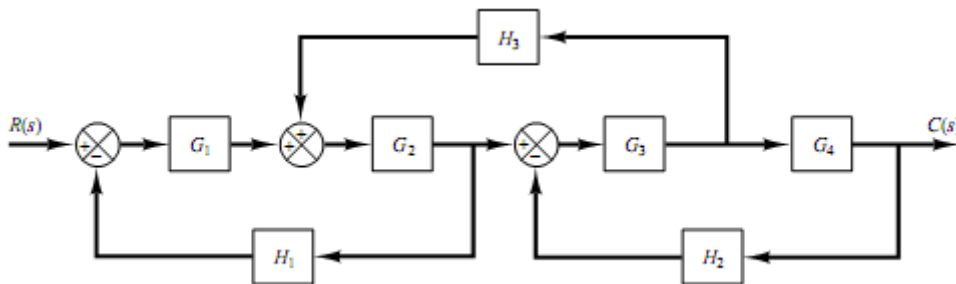 H3
R(s)
C(s)
+
−
G1
+
+
G2
+
−
G3
G4
H1
H2